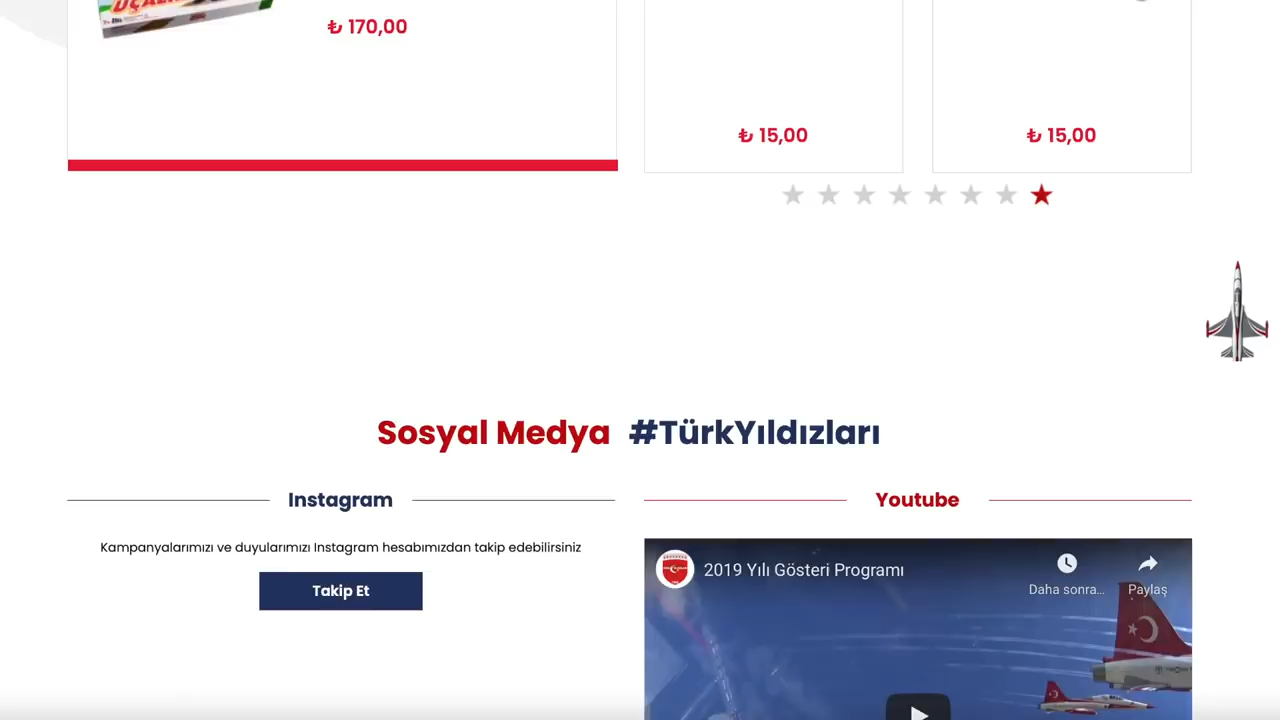 UÇAL
₺ 170,00
₺ 15,00
₺ 15,00
Sosyal Medya #TürkYıldızları
Instagram
Youtube
Kampanyalarımızı ve duyularımızı Instagram hesabımızdan takip edebilirsiniz
Takip Et
2019 Yılı Gösteri Programı
Daha sonra...
Paylaş